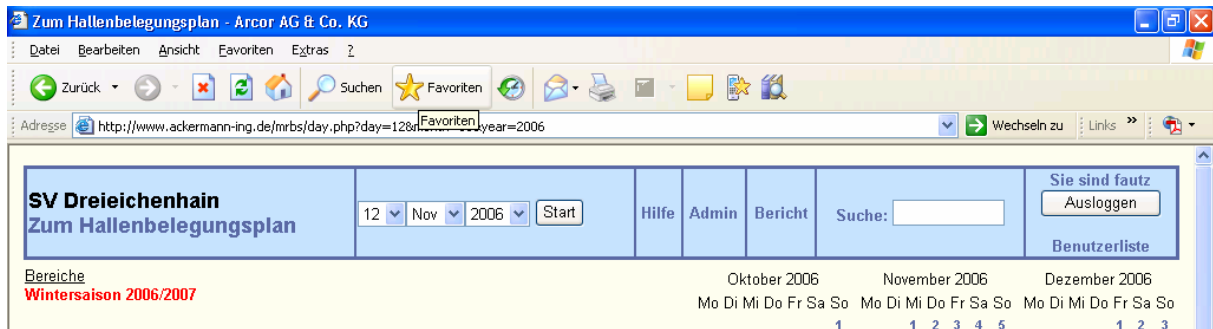 Zum Hallenbelegungsplan - Arcor AG & Co. KG
Datei Bearbeiten Ansicht Favoriten Extras ?
Zurück Suchen Favoriten
Favoriten
Adresse http://www.ackermann-ing.de/mrbs/day.php?day=12& year=2006 Wechseln zu Links »
SV Dreieichenhain
Zum Hallenbelegungsplan
12 Nov 2006 Start
Hilfe Admin Bericht Suche:
Sie sind fautz
Ausloggen
Benutzerliste
Bereiche
Wintersaison 2006/2007
Oktober 2006 November 2006 Dezember 2006
Mo Di Mi Do Fr Sa So Mo Di Mi Do Fr Sa So Mo Di Mi Do Fr Sa So
1 1 2 3 4 5 1 2 3